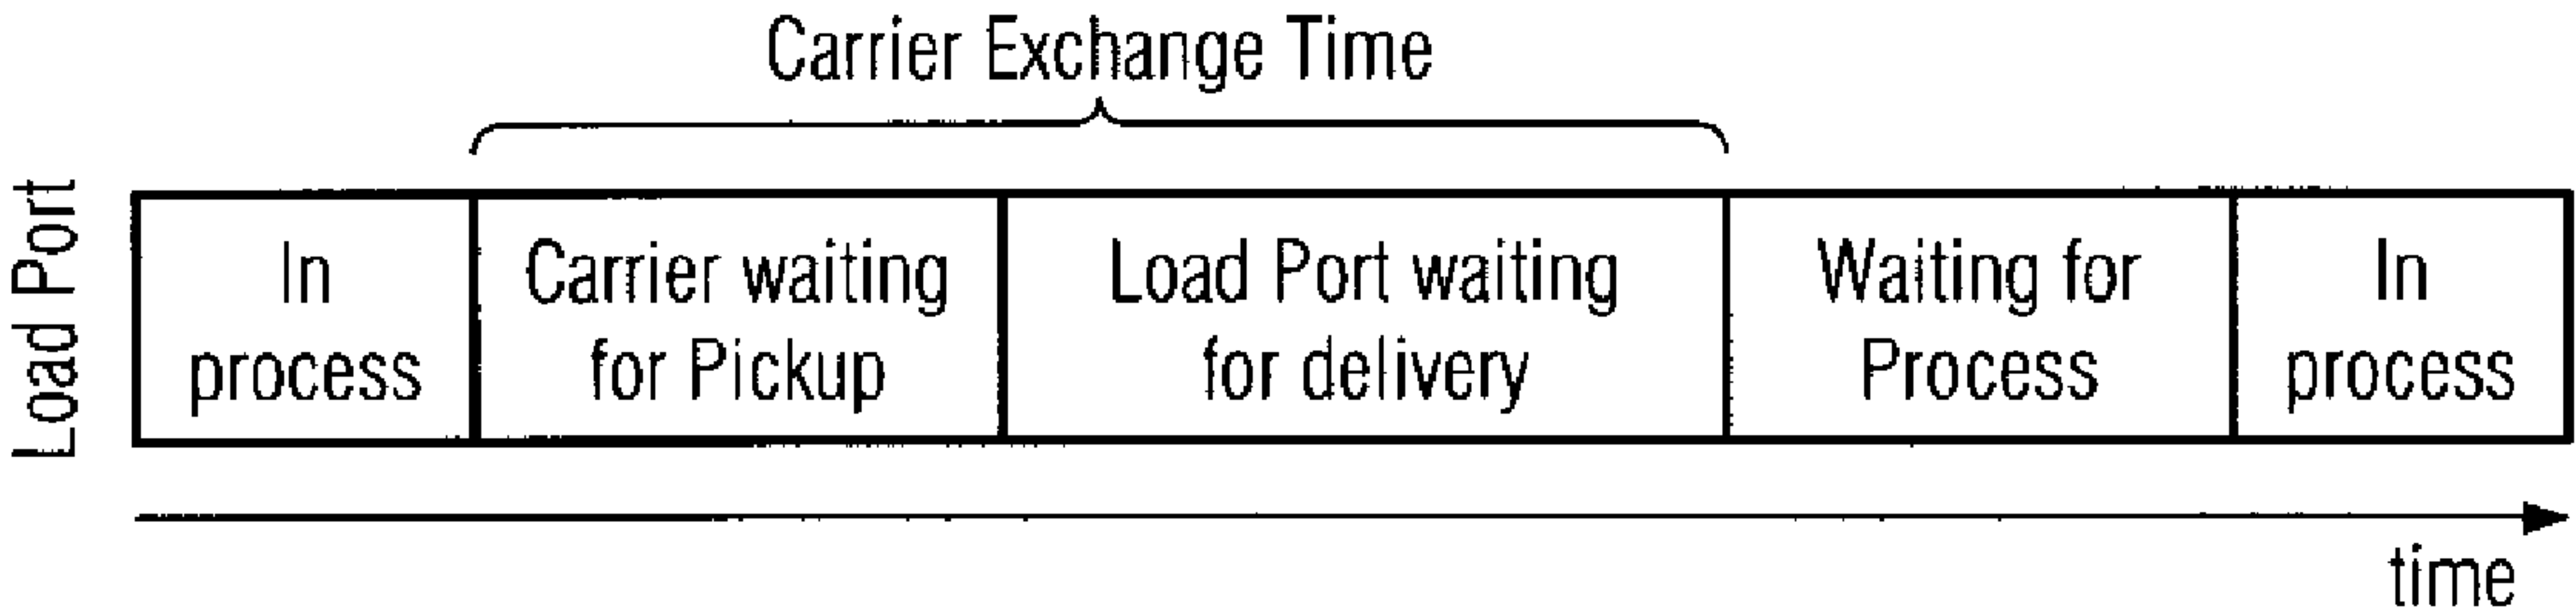 Carrier Exchange Time
Load Port
In
process
Carrier waiting
for Pickup
Load Port waiting
for delivery
Waiting for
Process
In
process
time